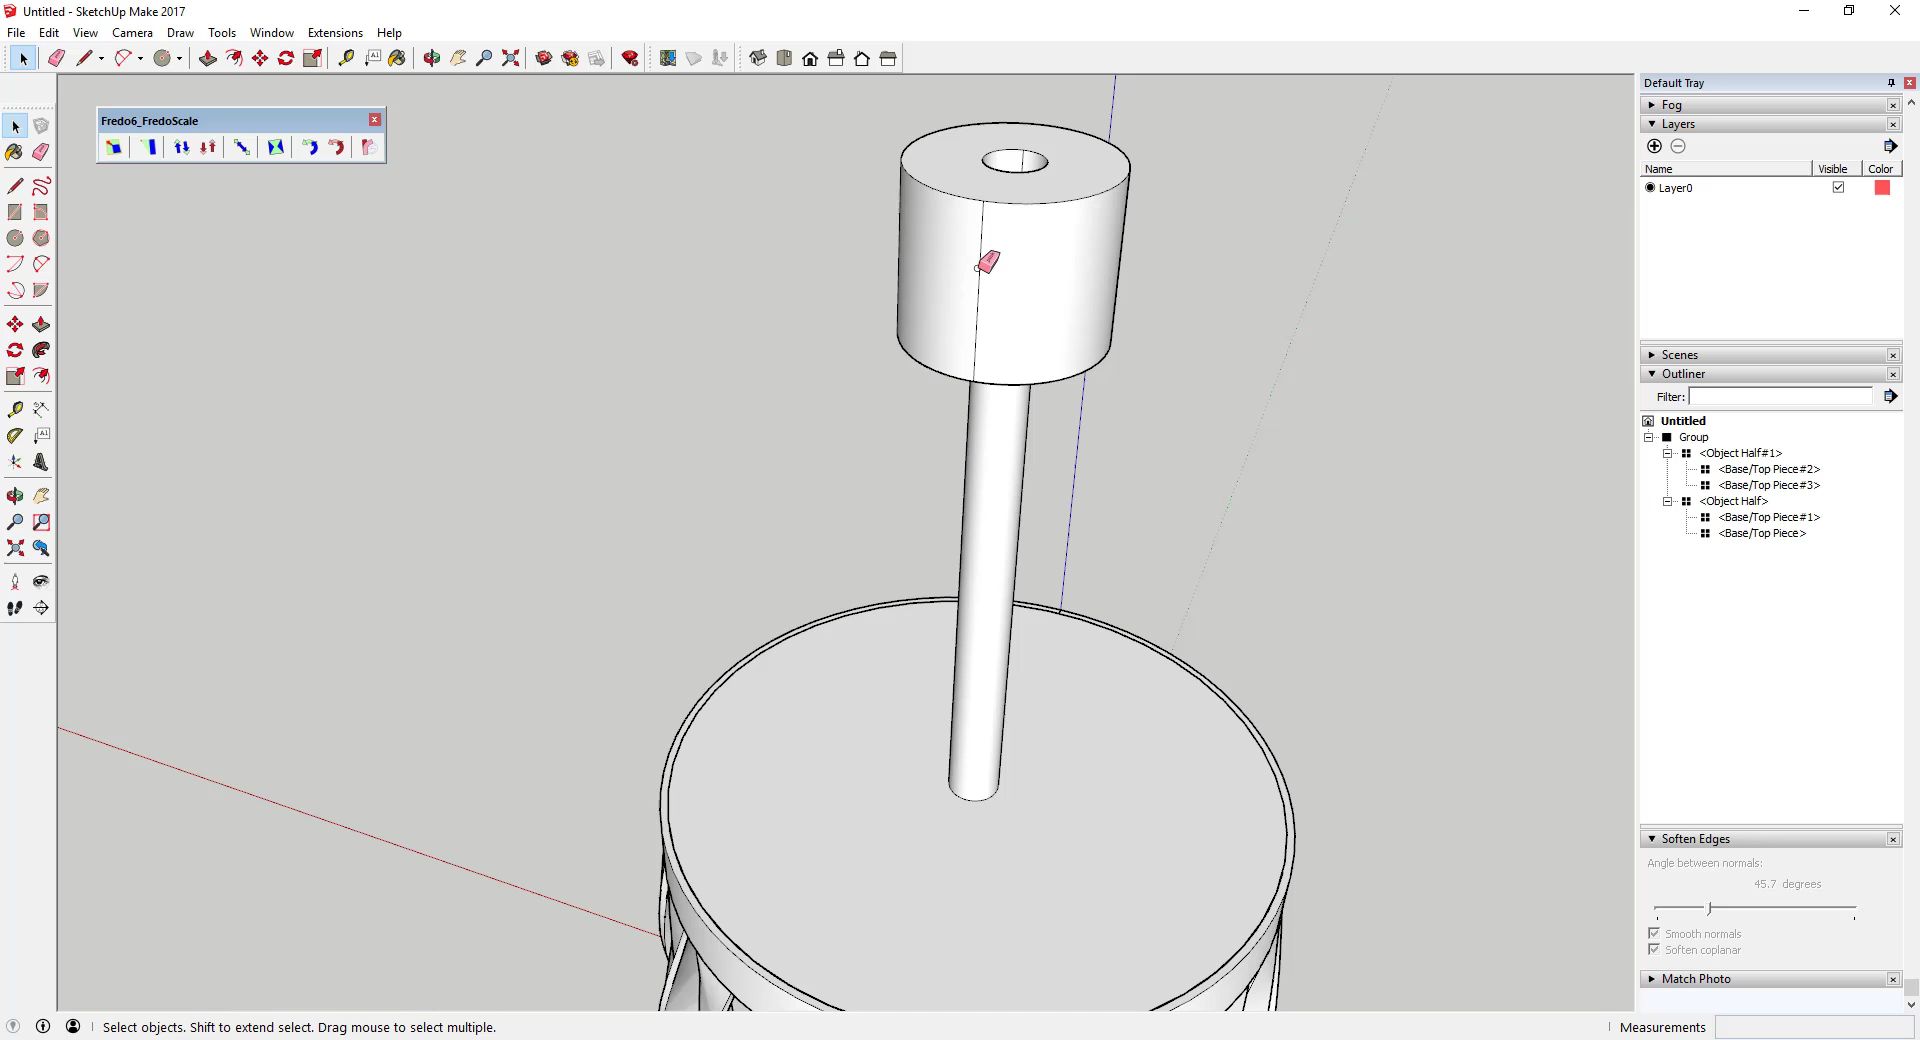 Untitled - SketchUp Make 2017
File Edit View Camera Draw Tools Window Extensions Help
Fredo6_FredoScale
Default Tray
Fog
Layers
Name Visible Color
Layer0
Scenes
Outliner
Filter:
Untitled
Group
<Object Half#1>
<Base/Top Piece#2>
<Base/Top Piece#3>
<Object Half>
<Base/Top Piece#1>
<Base/Top Piece>
Soften Edges
Angle between normals:
45.7 degrees
Smooth normals
Soften coplanar
Match Photo
Select objects. Shift to extend select. Drag mouse to select multiple.
Measurements